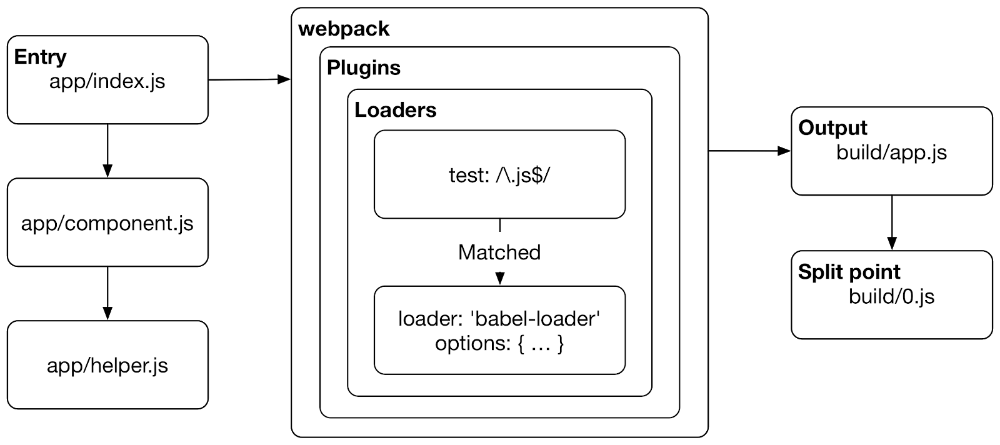 Entry
app/index.js
app/component.js
app/helper.js
webpack
Plugins
Loaders
test: /\.js$/
Matched
loader: 'babel-loader'
options: { … }
Output
build/app.js
Split point
build/0.js